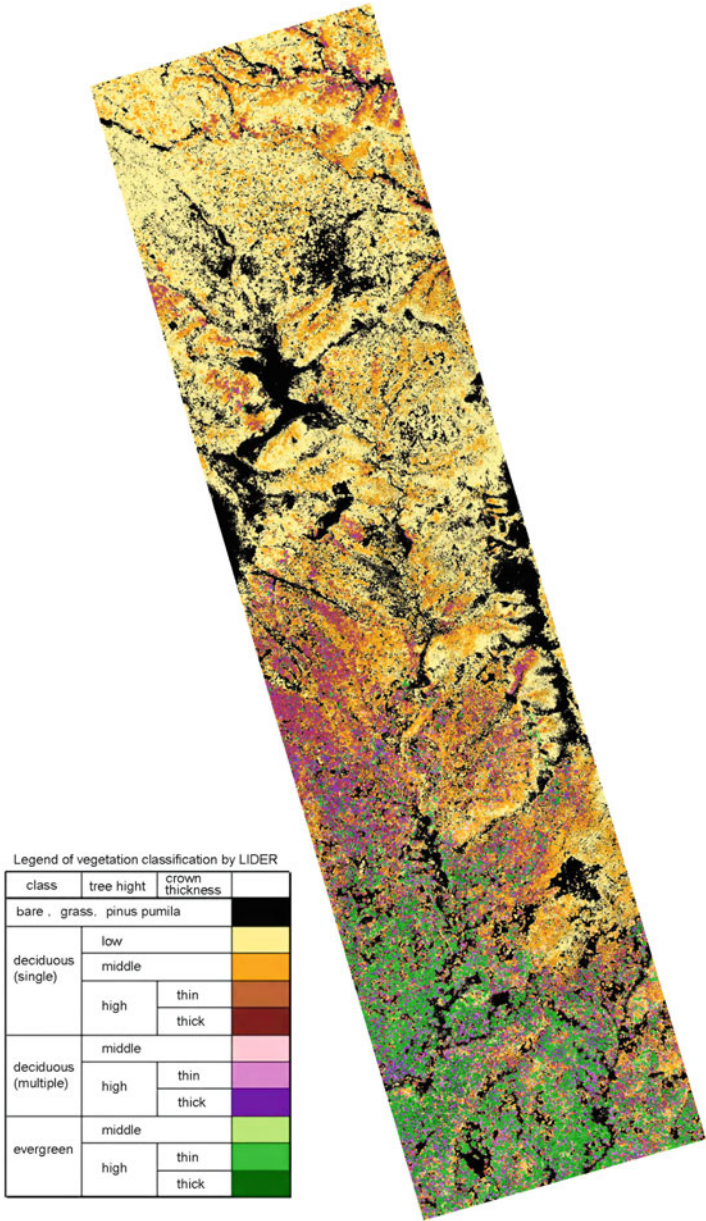 Legend of vegetation classification by LIDER
class tree hight crown thickness
bare , grass, pinus pumila
deciduous (single) low
middle
high thin
thick
deciduous (multiple) middle
high thin
thick
evergreen middle
high thin
thick